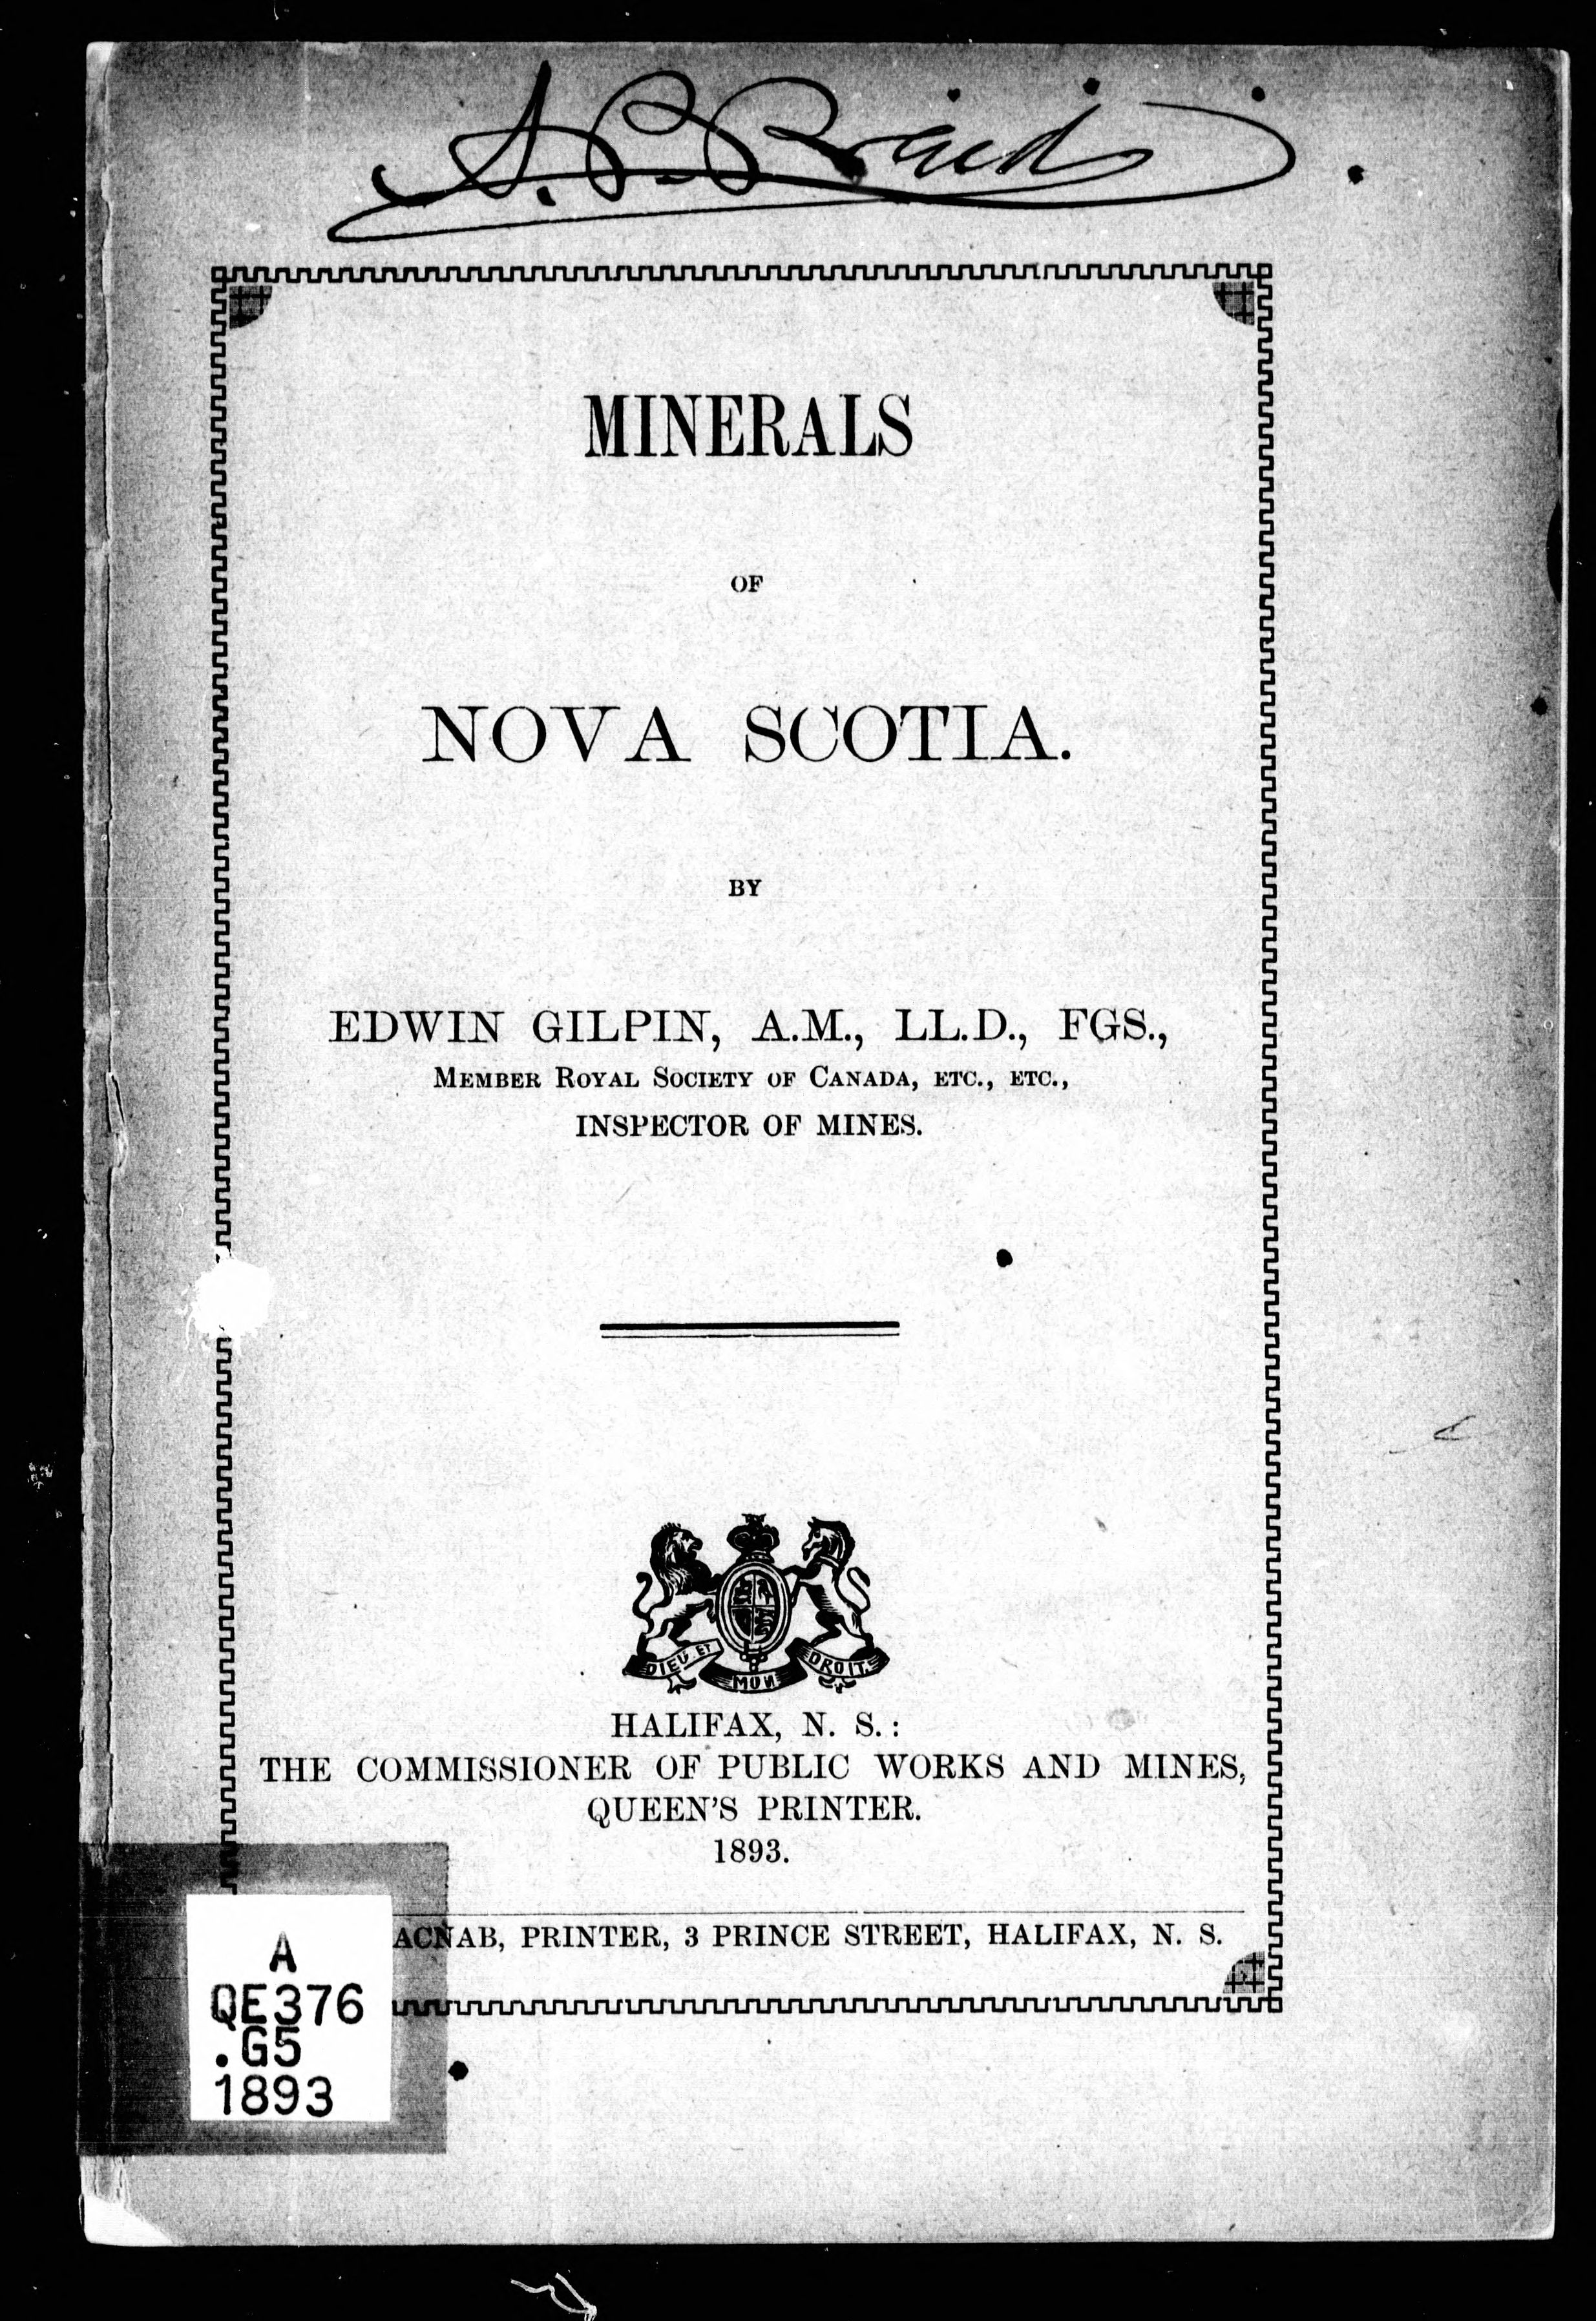 MINERALS
OF
NOVA SCOTIA.
BY
EDWIN GILPIN, A.M., LL.D., FGS.,
MEMBER ROYAL SOCIETY OF CANADA, ETC., ETC.,
INSPECTOR OF MINES.
DIEU ET MON DROIT.
HALIFAX, N. S.:
THE COMMISSIONER OF PUBLIC WORKS AND MINES,
QUEEN'S PRINTER.
1893.
ACNAB, PRINTER, 3 PRINCE STREET, HALIFAX, N. S.
A
QE376
.G5
1893